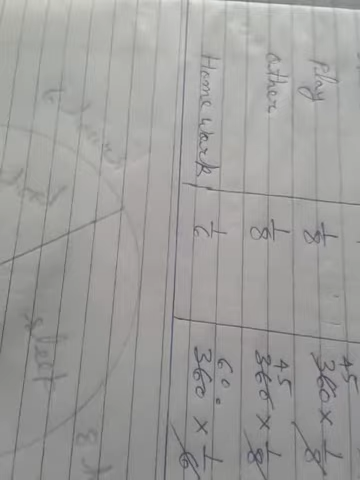 Play 1/8 45 360 × 1/8
other 1/8 45 360 × 1/8
Home work 1/6 60° 360 × 1/6
sleep